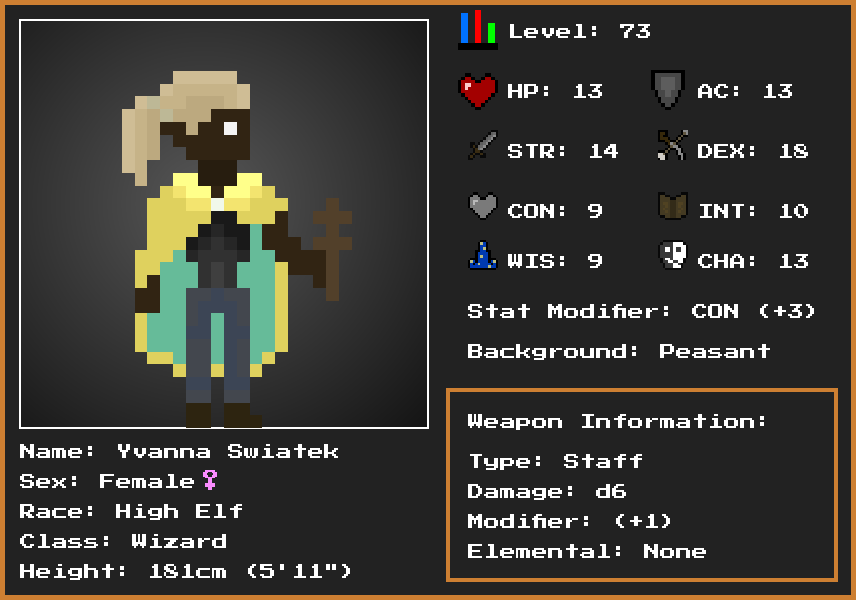 Level: 73
HP: 13
AC: 13
STR: 14
DEX: 18
CON: 9
INT: 10
WIS: 9
CHA: 13
Stat Modifier: CON (+3)
Background: Peasant
Weapon Information:
Type: Staff
Damage: d6
Modifier: (+1)
Elemental: None
Name: Yvanna Swiatek
Sex: Female♀
Race: High Elf
Class: Wizard
Height: 181cm (5'11")